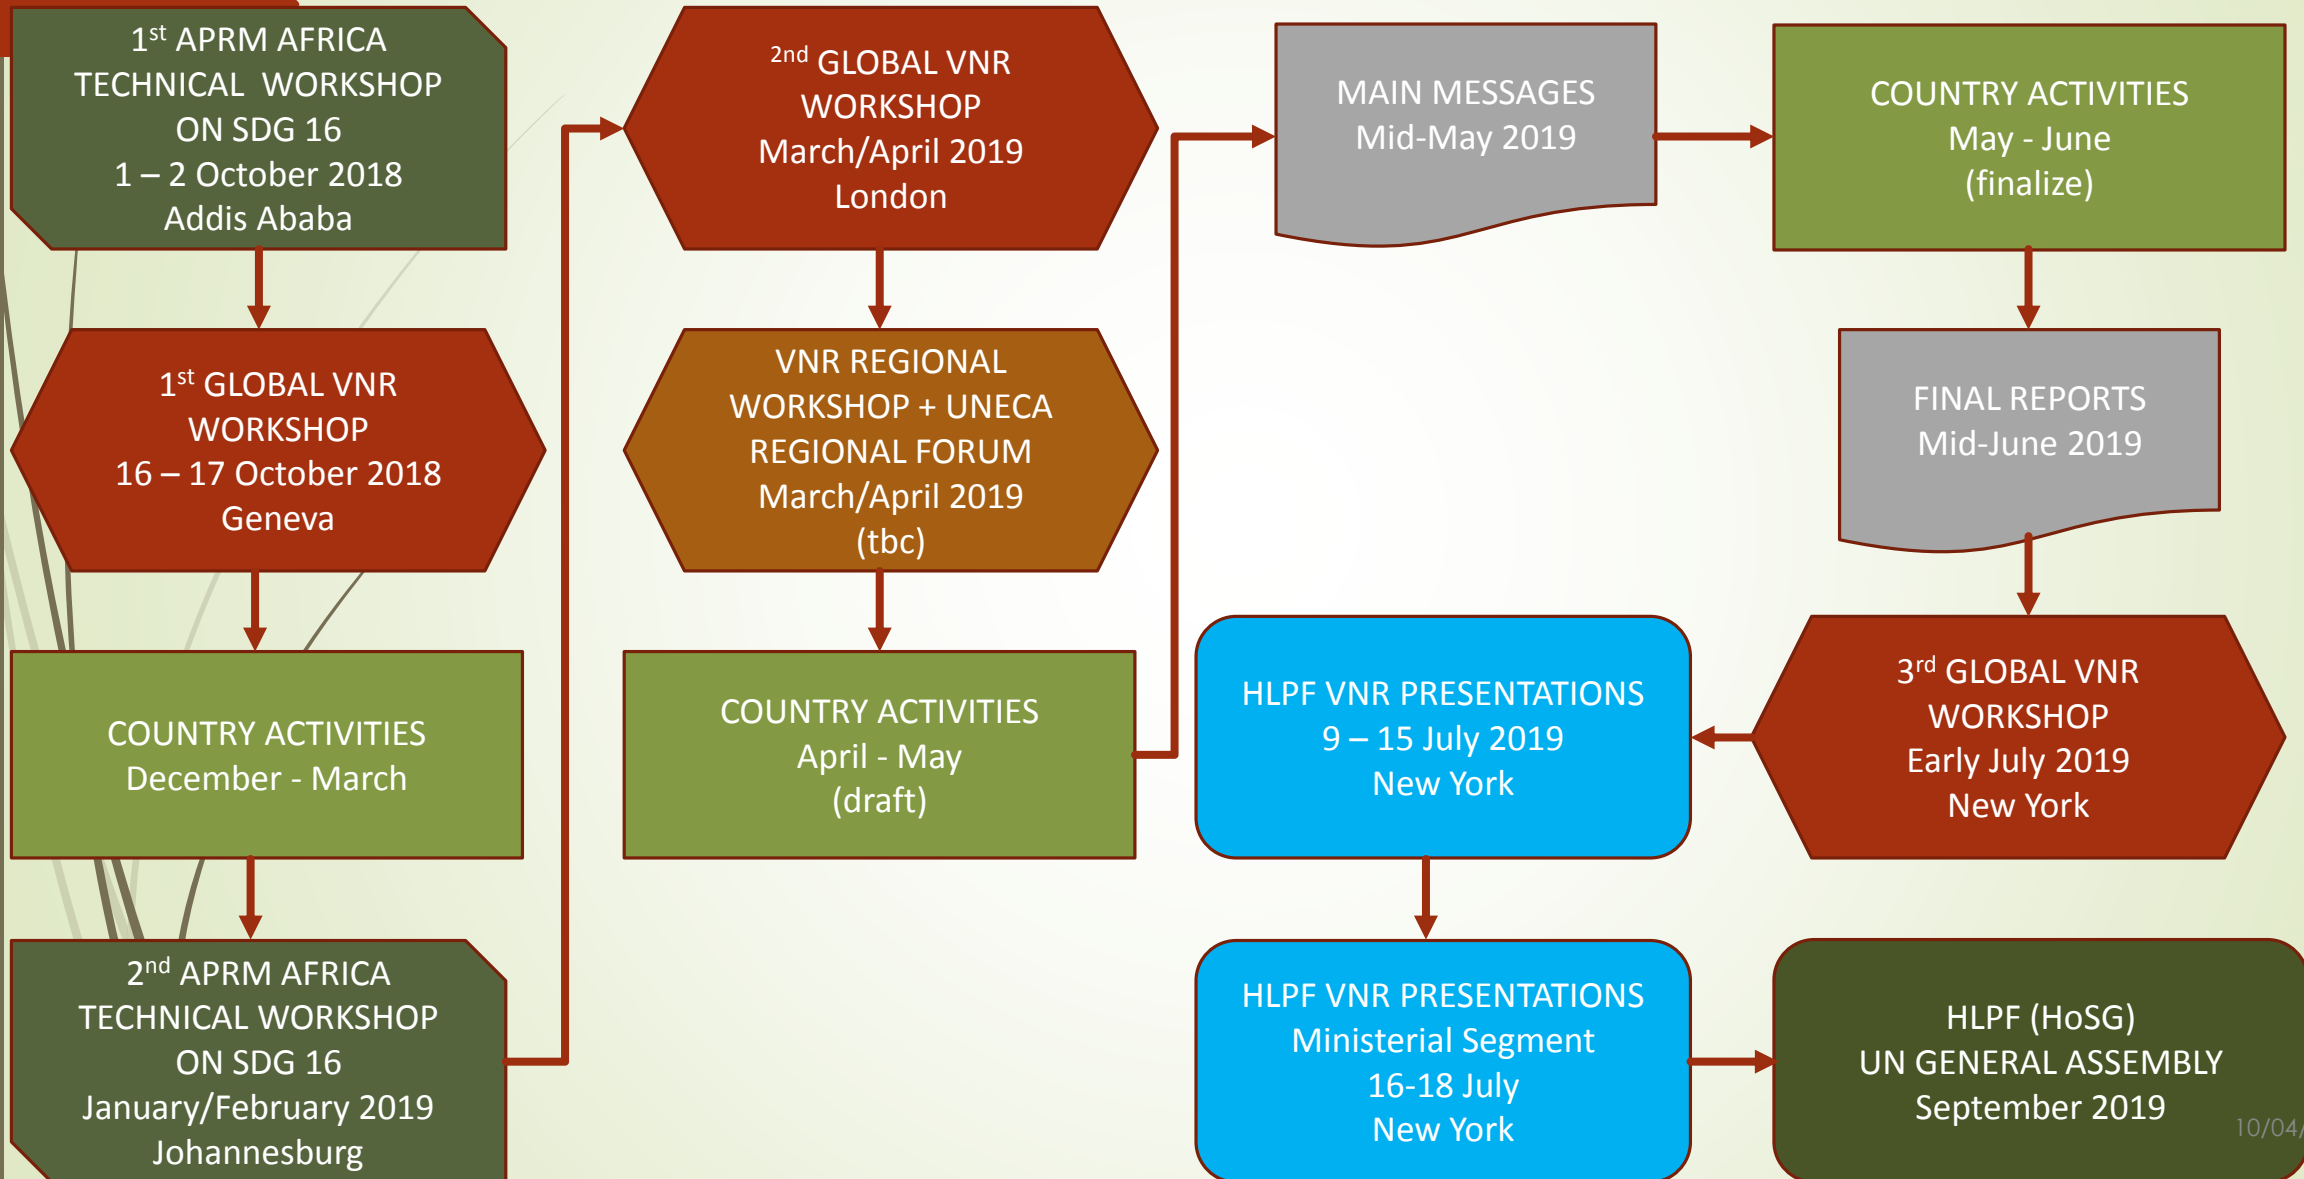 1st APRM AFRICA
TECHNICAL WORKSHOP
ON SDG 16
1 – 2 October 2018
Addis Ababa
1st GLOBAL VNR
WORKSHOP
16 – 17 October 2018
Geneva
COUNTRY ACTIVITIES
December - March
2nd APRM AFRICA
TECHNICAL WORKSHOP
ON SDG 16
January/February 2019
Johannesburg
2nd GLOBAL VNR
WORKSHOP
March/April 2019
London
VNR REGIONAL
WORKSHOP + UNECA
REGIONAL FORUM
March/April 2019
(tbc)
COUNTRY ACTIVITIES
April - May
(draft)
MAIN MESSAGES
Mid-May 2019
COUNTRY ACTIVITIES
May - June
(finalize)
FINAL REPORTS
Mid-June 2019
3rd GLOBAL VNR
WORKSHOP
Early July 2019
New York
HLPF VNR PRESENTATIONS
9 – 15 July 2019
New York
HLPF VNR PRESENTATIONS
Ministerial Segment
16-18 July
New York
HLPF (HoSG)
UN GENERAL ASSEMBLY
September 2019
10/04/